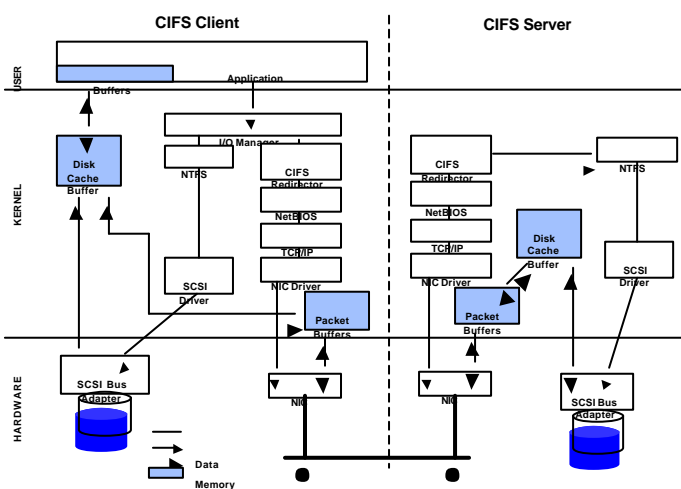 CIFS Client
CIFS Server
USER
Application
Buffers
KERNEL
I/O Manager
Disk
Cache
Buffer
NTFS
CIFS
Redirector
NetBIOS
TCP/IP
NIC Driver
SCSI
Driver
Packet
Buffers
CIFS
Redirector
NetBIOS
TCP/IP
NIC Driver
NTFS
Disk
Cache
Buffer
SCSI
Driver
Packet
Buffers
HARDWARE
SCSI Bus
Adapter
NIC
NIC
SCSI Bus
Adapter
Data
Memory